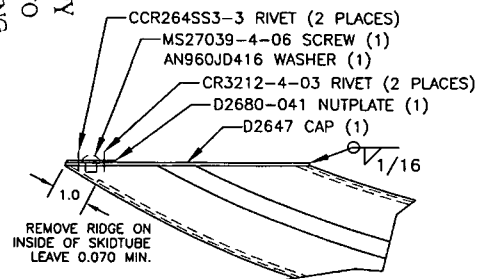 CCR264SS3-3 RIVET (2 PLACES)
MS27039-4-06 SCREW (1)
AN960JD416 WASHER (1)
CR3212-4-03 RIVET (2 PLACES)
D2680-041 NUTPLATE (1)
D2647 CAP (1)
1/16
1.0
REMOVE RIDGE ON
INSIDE OF SKIDTUBE
LEAVE 0.070 MIN.
TO